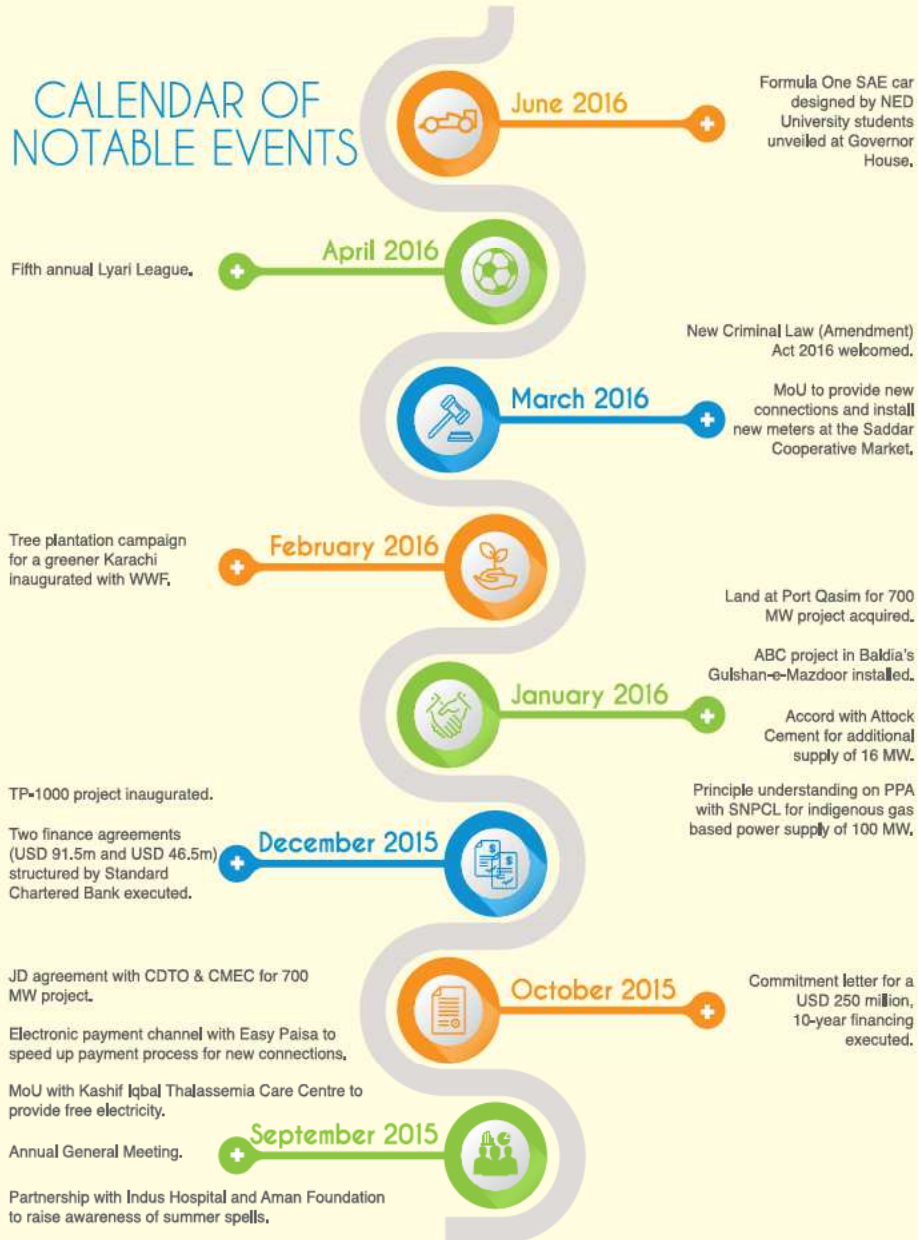 CALENDAR OF
NOTABLE EVENTS
June 2016
Formula One SAE car
designed by NED
University students
unveiled at Governor
House.
April 2016
Fifth annual Lyari League.
March 2016
New Criminal Law (Amendment)
Act 2016 welcomed.
MoU to provide new
connections and install
new meters at the Saddar
Cooperative Market.
February 2016
Tree plantation campaign
for a greener Karachi
inaugurated with WWF.
January 2016
Land at Port Qasim for 700
MW project acquired.
ABC project in Baldia's
Gulshan-e-Mazdoor installed.
Accord with Attock
Cement for additional
supply of 16 MW.
Principle understanding on PPA
with SNPCL for indigenous gas
based power supply of 100 MW.
December 2015
TP-1000 project inaugurated.
Two finance agreements
(USD 91.5m and USD 46.5m)
structured by Standard
Chartered Bank executed.
October 2015
Commitment letter for a
USD 250 million,
10-year financing
executed.
September 2015
JD agreement with CDTO & CMEC for 700
MW project.
Electronic payment channel with Easy Paisa to
speed up payment process for new connections.
MoU with Kashif Iqbal Thalassemia Care Centre to
provide free electricity.
Annual General Meeting.
Partnership with Indus Hospital and Aman Foundation
to raise awareness of summer spells.